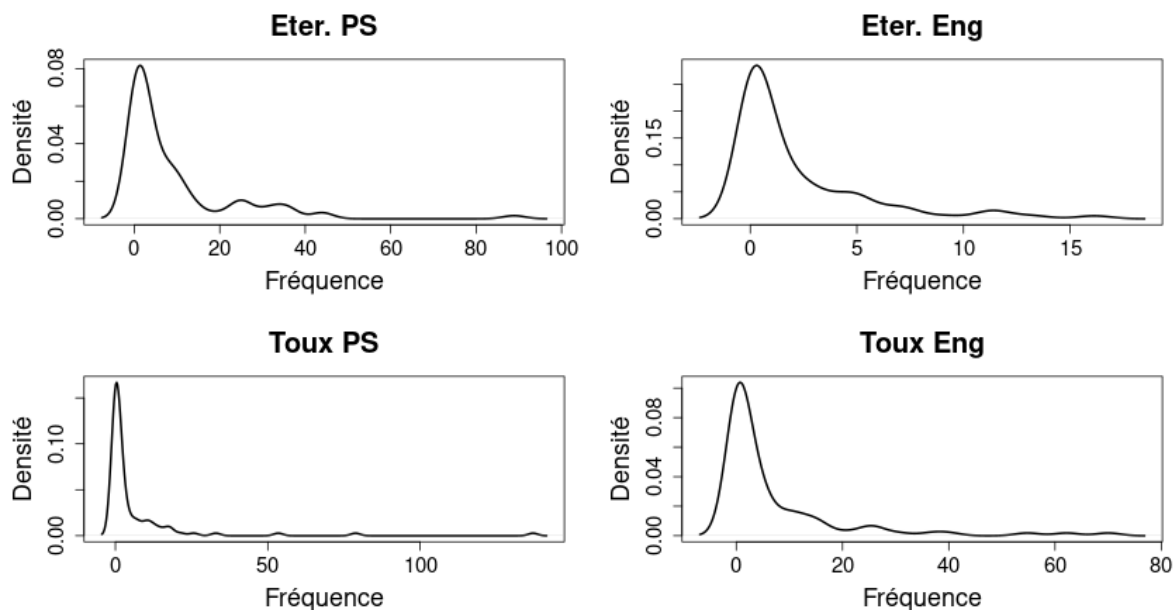 Eter. PS
Densité
0.00 0.04 0.08
0 20 40 60 80 100
Fréquence
Eter. Eng
Densité
0.00 0.15
0 5 10 15
Fréquence
Toux PS
Densité
0.00 0.10
0 50 100
Fréquence
Toux Eng
Densité
0.00 0.04 0.08
0 20 40 60 80
Fréquence